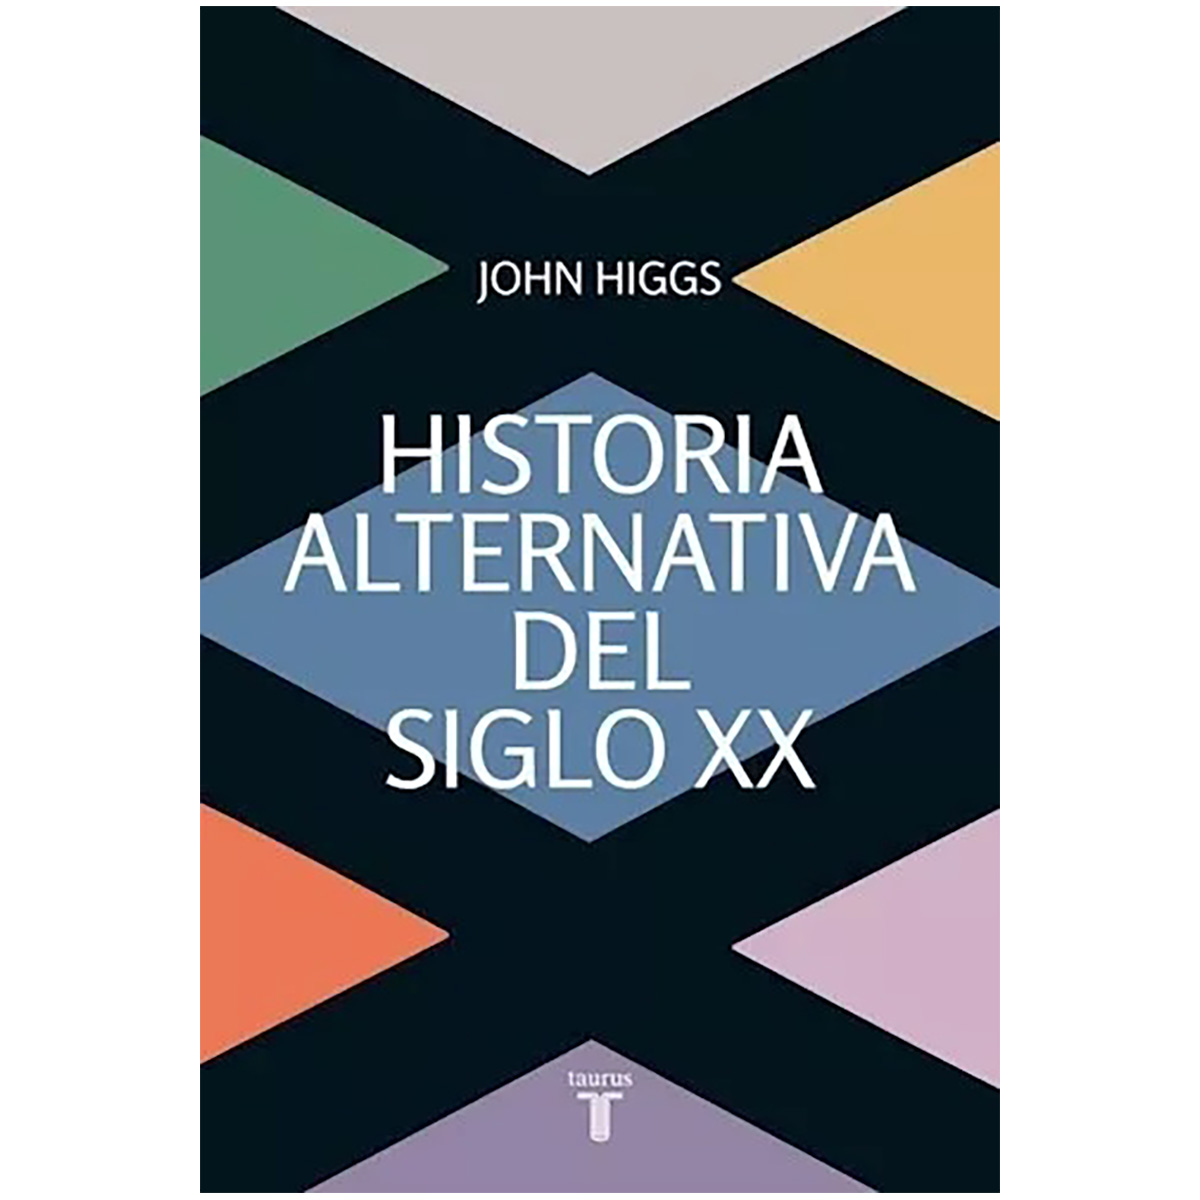 JOHN HIGGS
HISTORIA
ALTERNATIVA
DEL
SIGLO XX
taurus
T